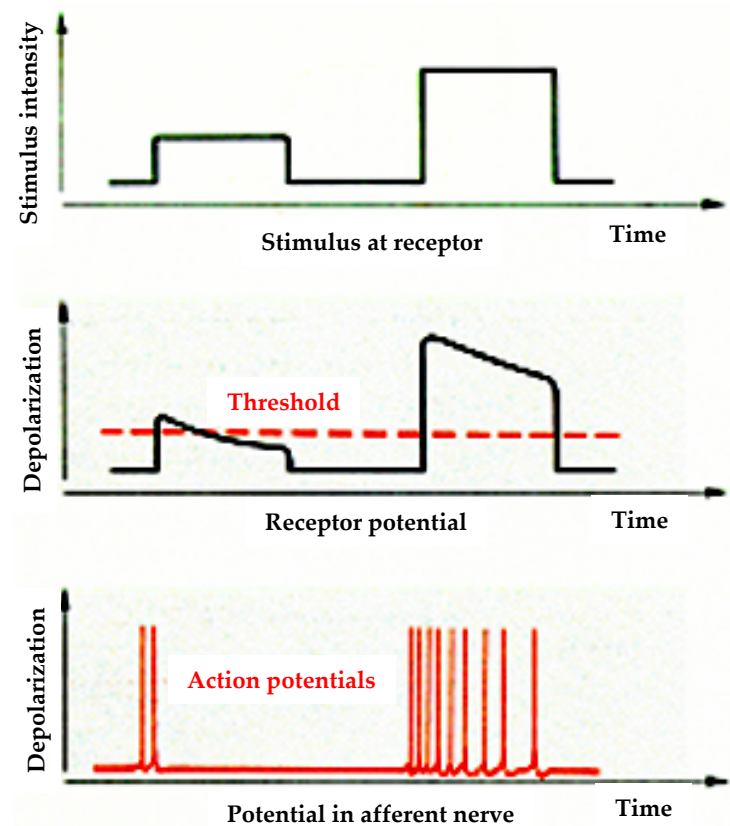 Stimulus intensity
Time
Stimulus at receptor
Depolarization
Threshold
Receptor potential
Time
Depolarization
Action potentials
Potential in afferent nerve
Time